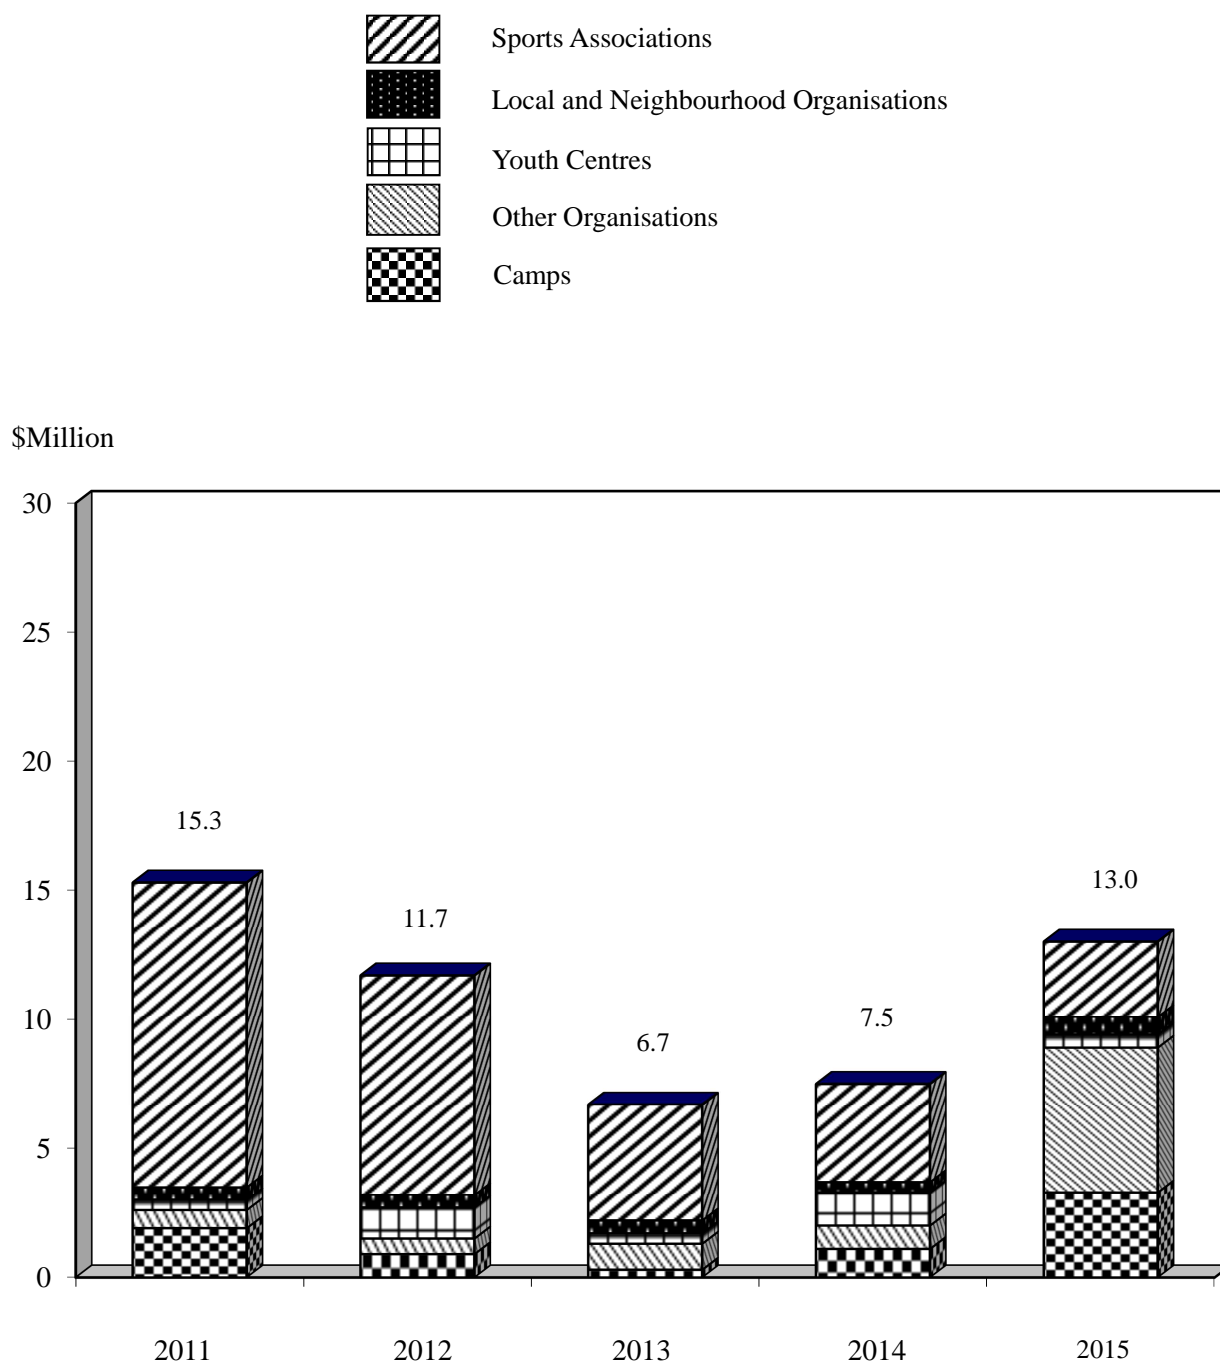 Sports Associations
Local and Neighbourhood Organisations
Youth Centres
Other Organisations
Camps
$Million
30
25
20
15
10
5
0
15.3
11.7
6.7
7.5
13.0
2011
2012
2013
2014
2015